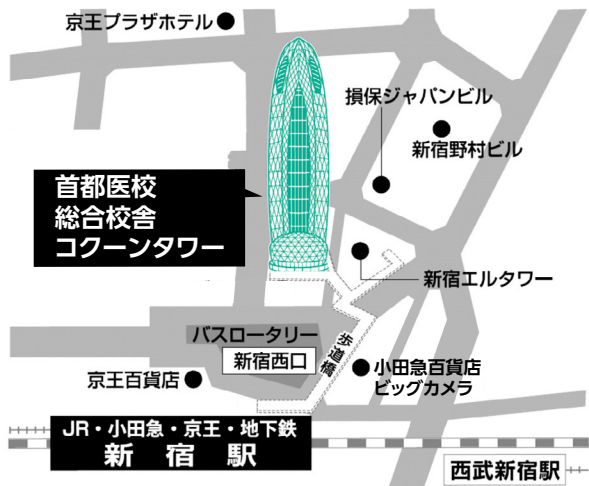 京王プラザホテル
損保ジャパンビル
新宿野村ビル
首都医校
総合校舎
コクーンタワー
新宿エルタワー
バスロータリー
新宿西口
歩道橋
京王百貨店
小田急百貨店
ビッグカメラ
JR・小田急・京王・地下鉄
新宿駅
西武新宿駅